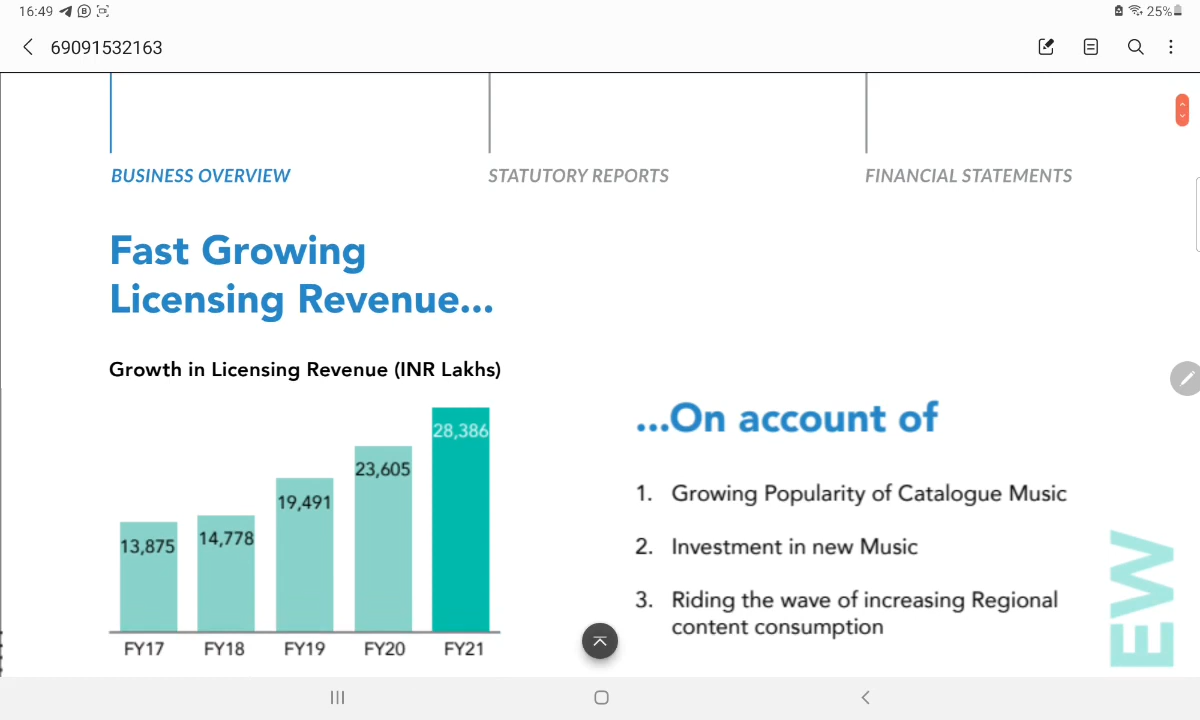 16:49
25%
69091532163
BUSINESS OVERVIEW
STATUTORY REPORTS
FINANCIAL STATEMENTS
Fast Growing
Licensing Revenue...
Growth in Licensing Revenue (INR Lakhs)
13,875
14,778
19,491
23,605
28,386
FY17
FY18
FY19
FY20
FY21
...On account of
1. Growing Popularity of Catalogue Music
2. Investment in new Music
3. Riding the wave of increasing Regional
content consumption
EW